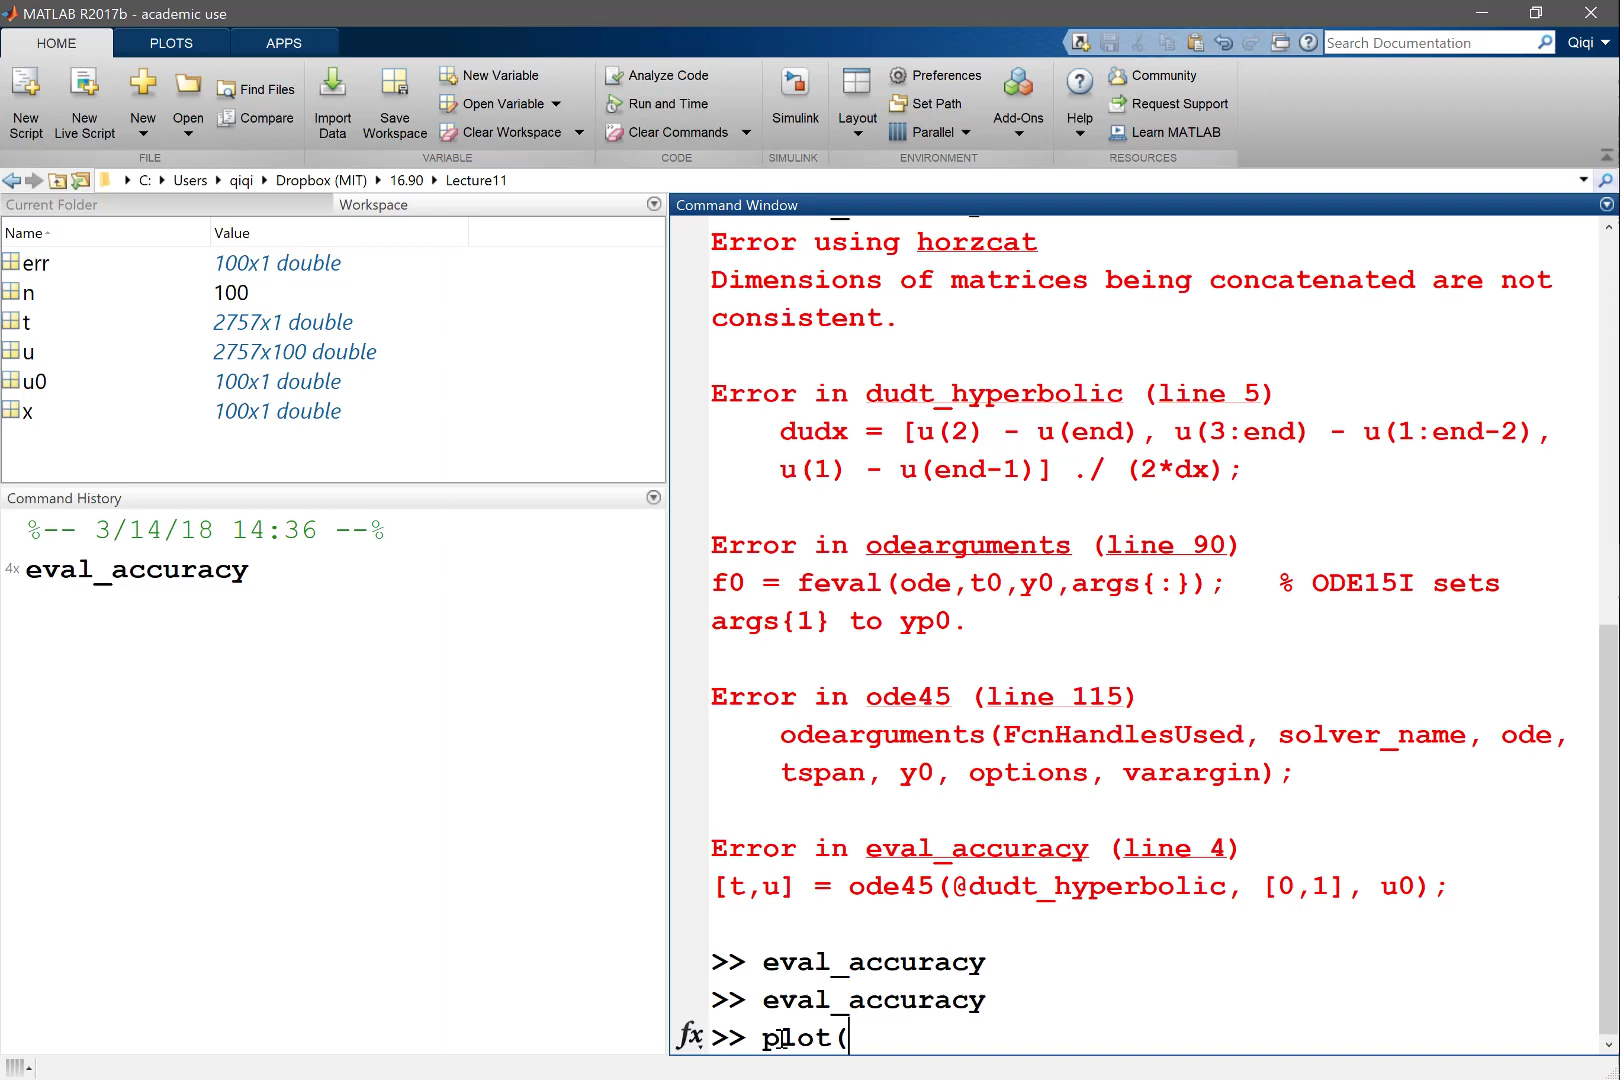 MATLAB R2017b - academic use
HOME PLOTS APPS
Search Documentation
Qiqi
New Script
New Live Script
New
Open
Find Files
Compare
FILE
Import Data
Save Workspace
New Variable
Open Variable
Clear Workspace
VARIABLE
Analyze Code
Run and Time
Clear Commands
CODE
Simulink
SIMULINK
Layout
Preferences
Set Path
Parallel
Add-Ons
ENVIRONMENT
Help
Community
Request Support
Learn MATLAB
RESOURCES
C: Users qiqi Dropbox (MIT) 16.90 Lecture11
Current Folder
Workspace
Name Value
err 100x1 double
n 100
t 2757x1 double
u 2757x100 double
u0 100x1 double
x 100x1 double
Command History
%-- 3/14/18 14:36 --%
4x eval_accuracy
Command Window
Error using horzcat
Dimensions of matrices being concatenated are not
consistent.
Error in dudt_hyperbolic (line 5)
dudx = [u(2) - u(end), u(3:end) - u(1:end-2),
u(1) - u(end-1)] ./ (2*dx);
Error in odearguments (line 90)
f0 = feval(ode,t0,y0,args{:}); % ODE15I sets
args{1} to yp0.
Error in ode45 (line 115)
odearguments(FcnHandlesUsed, solver_name, ode,
tspan, y0, options, varargin);
Error in eval_accuracy (line 4)
[t,u] = ode45(@dudt_hyperbolic, [0,1], u0);
>> eval_accuracy
>> eval_accuracy
fx >> plot(